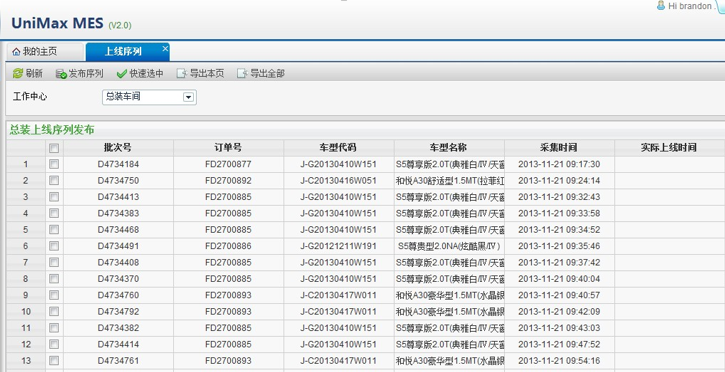 Hi brandon .
UniMax MES (V2.0)
我的主页 上线序列
刷新 发布序列 快速选中 导出本页 导出全部
工作中心 总装车间
总装上线序列发布
批次号 订单号 车型代码 车型名称 采集时间 实际上线时间
1 D4734184 FD2700877 J-G20130410W151 S5尊享版2.0T(典雅白/Ⅳ/天窗 2013-11-21 09:17:30
2 D4734750 FD2700892 J-C20130416W051 和悦A30舒适型1.5MT(拉菲红 2013-11-21 09:24:14
3 D4734413 FD2700885 J-G20130410W151 S5尊享版2.0T(典雅白/Ⅳ/天窗 2013-11-21 09:32:43
4 D4734383 FD2700885 J-G20130410W151 S5尊享版2.0T(典雅白/Ⅳ/天窗 2013-11-21 09:33:58
5 D4734468 FD2700885 J-G20130410W151 S5尊享版2.0T(典雅白/Ⅳ/天窗 2013-11-21 09:34:52
6 D4734491 FD2700886 J-G20121211W191 S5尊贵型2.0NA(炫酷黑/Ⅳ) 2013-11-21 09:35:46
7 D4734408 FD2700885 J-G20130410W151 S5尊享版2.0T(典雅白/Ⅳ/天窗 2013-11-21 09:37:42
8 D4734370 FD2700885 J-G20130410W151 S5尊享版2.0T(典雅白/Ⅳ/天窗 2013-11-21 09:40:04
9 D4734760 FD2700893 J-C20130417W011 和悦A30豪华型1.5MT(水晶银 2013-11-21 09:40:57
10 D4734792 FD2700893 J-C20130417W011 和悦A30豪华型1.5MT(水晶银 2013-11-21 09:42:09
11 D4734382 FD2700885 J-G20130410W151 S5尊享版2.0T(典雅白/Ⅳ/天窗 2013-11-21 09:43:03
12 D4734414 FD2700885 J-G20130410W151 S5尊享版2.0T(典雅白/Ⅳ/天窗 2013-11-21 09:47:52
13 D4734761 FD2700893 J-C20130417W011 和悦A30豪华型1.5MT(水晶银 2013-11-21 09:54:16